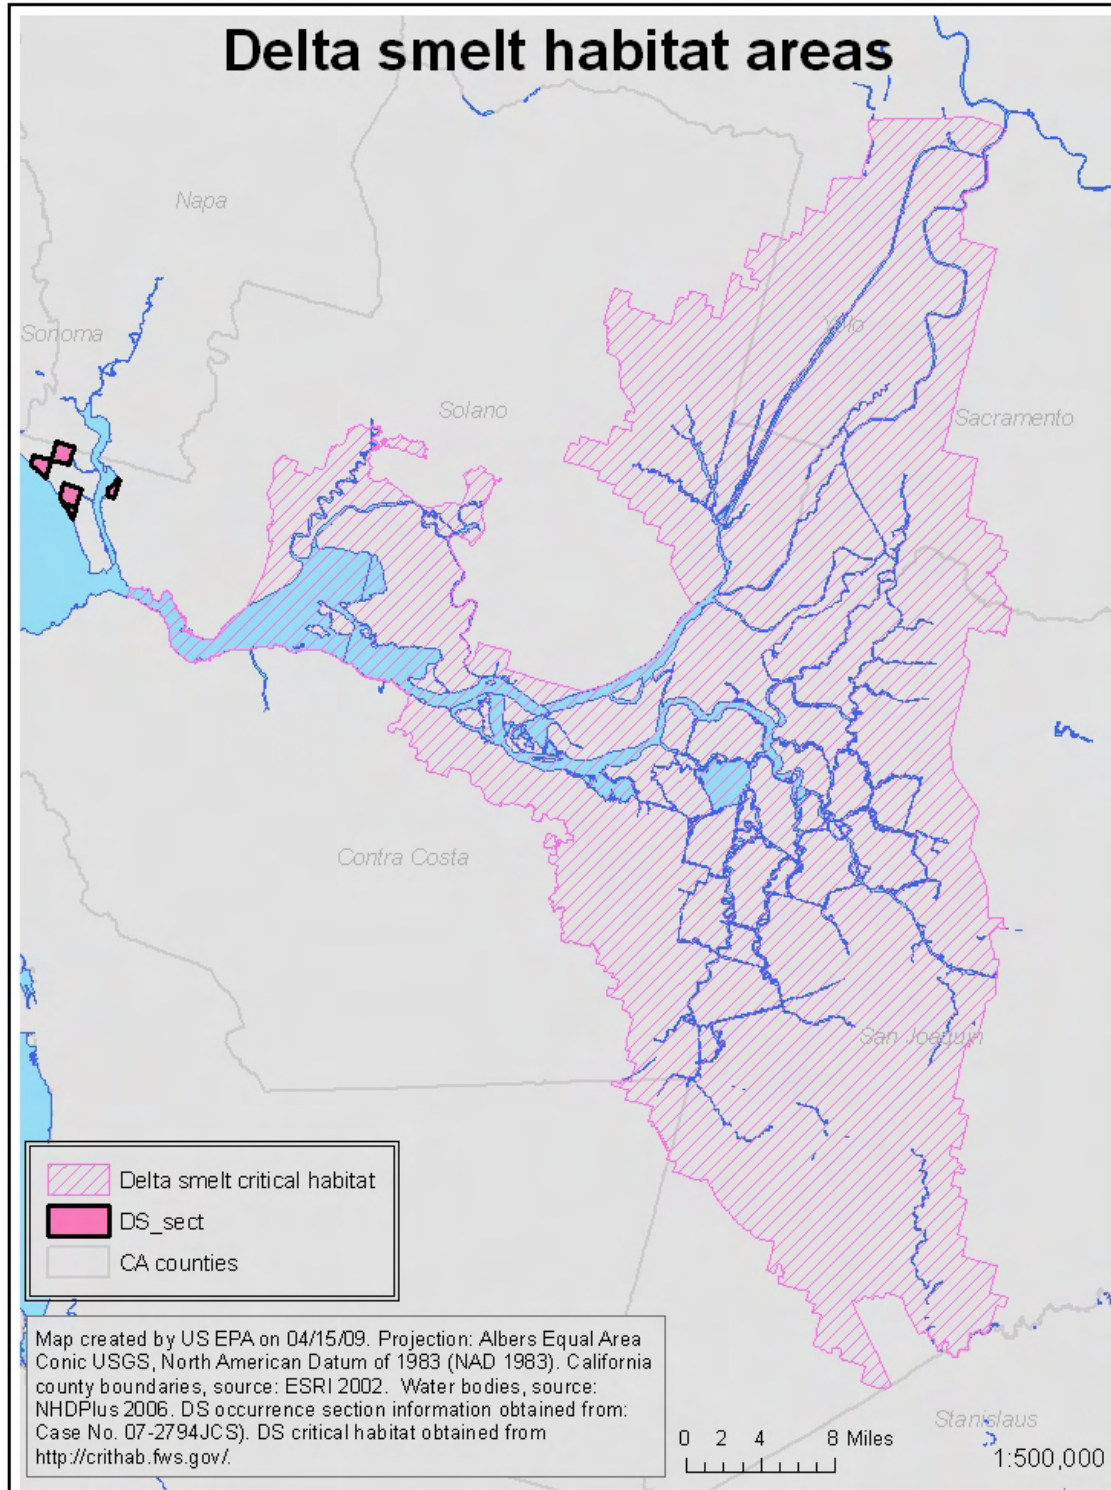 Delta smelt habitat areas
Napa
Sonoma
Yolo
Solano
Sacramento
Contra Costa
San Joaquin
Delta smelt critical habitat
DS_sect
CA counties
Map created by US EPA on 04/15/09. Projection: Albers Equal Area
Conic USGS, North American Datum of 1983 (NAD 1983). California
county boundaries, source: ESRI 2002. Water bodies, source:
NHDPlus 2006. DS occurrence section information obtained from:
Case No. 07-2794JCS). DS critical habitat obtained from
http://crithab.fws.gov/.
Stanislaus
0 2 4 8 Miles
1:500,000